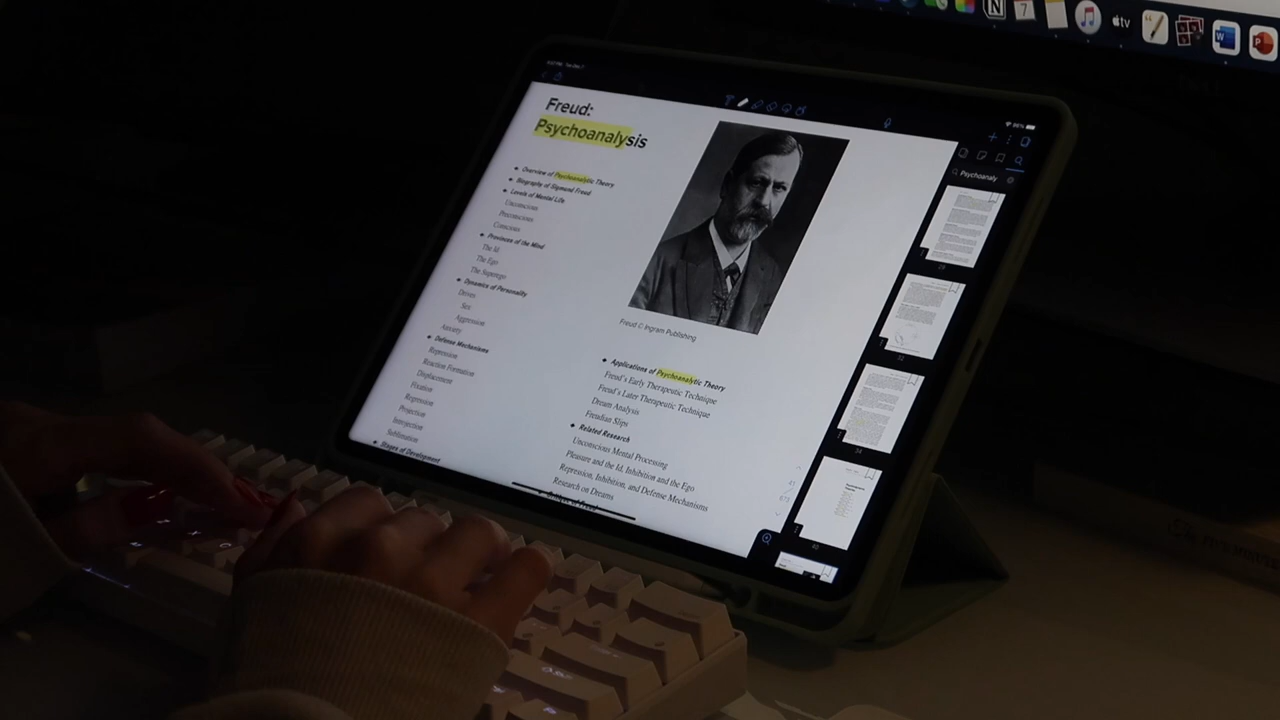 Freud:
Psychoanalysis
Overview of Psychoanalytic Theory
Biography of Sigmund Freud
Levels of Mental Life
Unconscious
Preconscious
Conscious
Provinces of the Mind
The Id
The Ego
The Superego
Dynamics of Personality
Drives
Sex
Aggression
Anxiety
Defense Mechanisms
Repression
Reaction Formation
Displacement
Fixation
Regression
Projection
Introjection
Sublimation
Stages of Development
Freud © Ingram Publishing
Applications of Psychoanalytic Theory
Freud's Early Therapeutic Technique
Freud's Later Therapeutic Technique
Dream Analysis
Freudian Slips
Related Research
Unconscious Mental Processing
Pleasure and the Id, Inhibition and the Ego
Repression, Inhibition, and Defense Mechanisms
Research on Dreams
Psychoanaly
7
tv
W
P